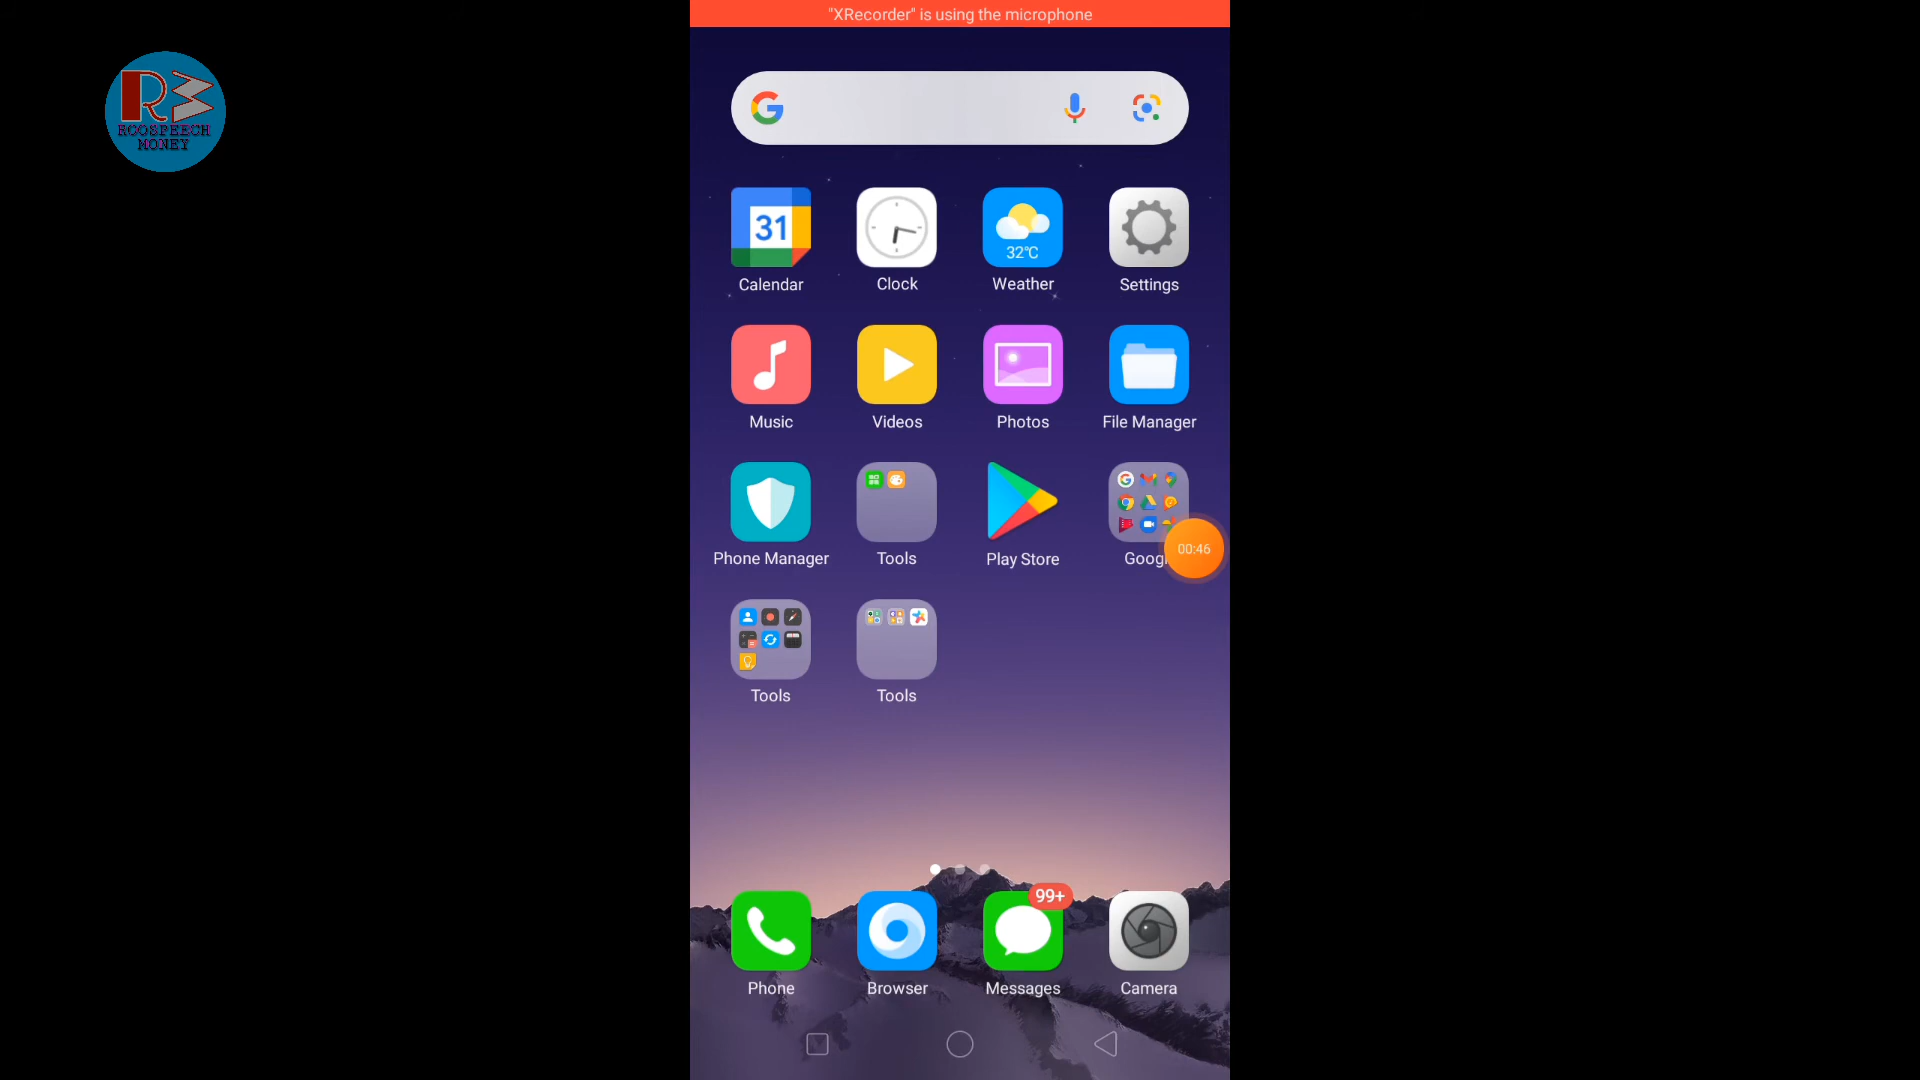 "XRecorder" is using the microphone
ROOSPEECH
MONEY
31
32°C
Calendar
Clock
Weather
Settings
Music
Videos
Photos
File Manager
Phone Manager
Tools
Play Store
Googl
00:46
Tools
Tools
99+
Phone
Browser
Messages
Camera